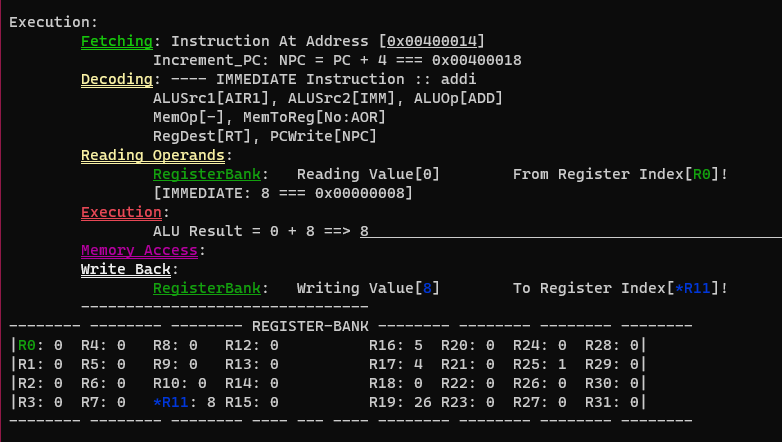 Execution:
Fetching: Instruction At Address [0x00400014]
Increment_PC: NPC = PC + 4 === 0x00400018
Decoding: ---- IMMEDIATE Instruction :: addi
ALUSrc1[AIR1], ALUSrc2[IMM], ALUOp[ADD]
MemOp[-], MemToReg[No:AOR]
RegDest[RT], PCWrite[NPC]
Reading Operands:
RegisterBank: Reading Value[0] From Register Index[R0]!
[IMMEDIATE: 8 === 0x00000008]
Execution:
ALU Result = 0 + 8 ==> 8
Memory Access:
Write Back:
RegisterBank: Writing Value[8] To Register Index[*R11]!
--------------------------------
-------- -------- -------- REGISTER-BANK -------- -------- -------- --------
|R0: 0 R4: 0 R8: 0 R12: 0 R16: 5 R20: 0 R24: 0 R28: 0|
|R1: 0 R5: 0 R9: 0 R13: 0 R17: 4 R21: 0 R25: 1 R29: 0|
|R2: 0 R6: 0 R10: 0 R14: 0 R18: 0 R22: 0 R26: 0 R30: 0|
|R3: 0 R7: 0 *R11: 8 R15: 0 R19: 26 R23: 0 R27: 0 R31: 0|
-------- -------- -------- ---- --- ---- -------- -------- -------- --------